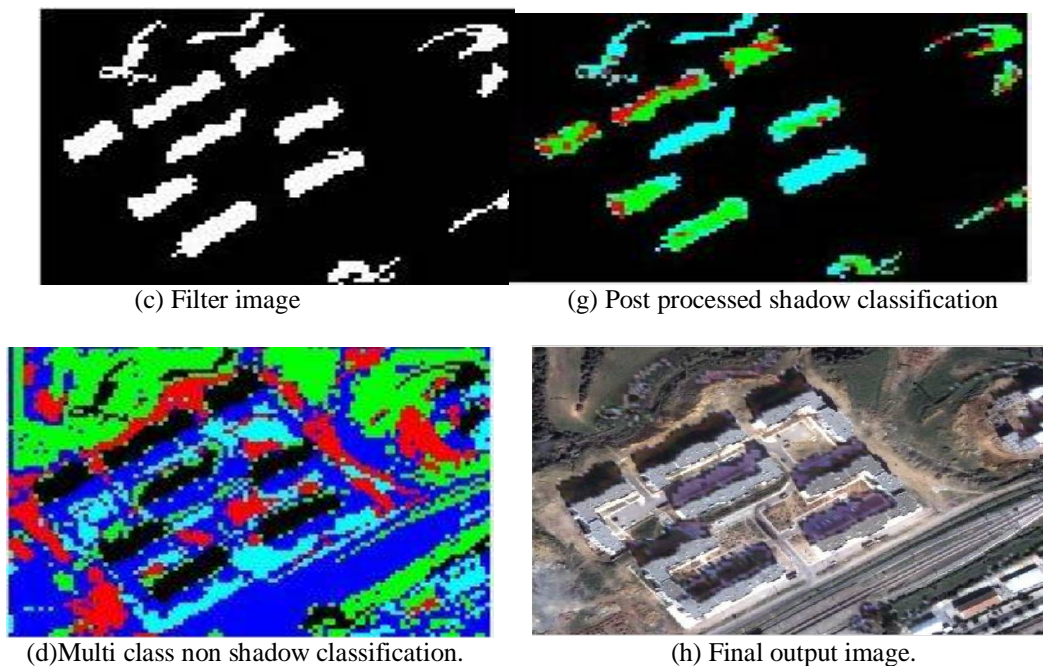 (c) Filter image
(g) Post processed shadow classification
(d)Multi class non shadow classification.
(h) Final output image.